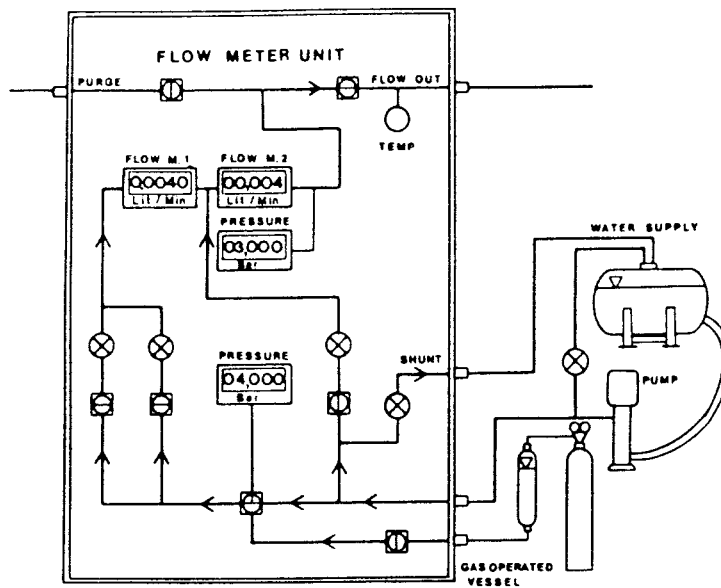 FLOW METER UNIT
PURGE
FLOW OUT
TEMP
FLOW M.1
FLOW M.2
0,0040
00,004
Lit/Min
Lit/Min
PRESSURE
03,000
Bar
WATER SUPPLY
PRESSURE
04,000
Bar
SHUNT
PUMP
GAS OPERATED
VESSEL